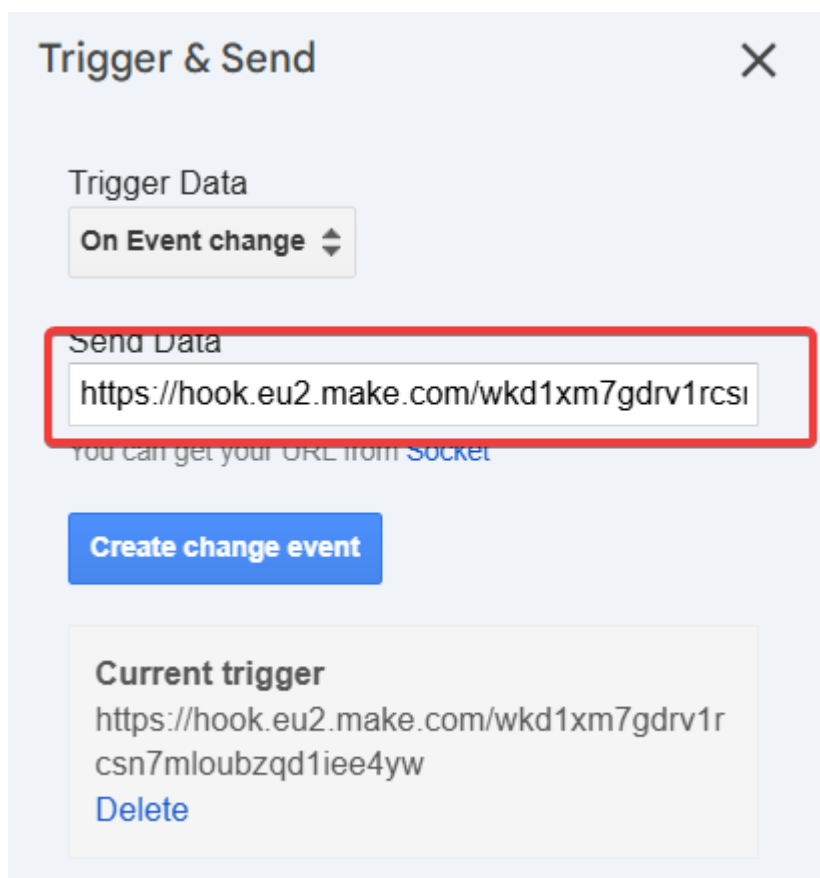 Trigger & Send
Trigger Data
On Event change
Send Data
https://hook.eu2.make.com/wkd1xm7gdrv1rcsn
You can get your URL from Socket
Create change event
Current trigger
https://hook.eu2.make.com/wkd1xm7gdrv1r
csn7mloubzqd1iee4yw
Delete